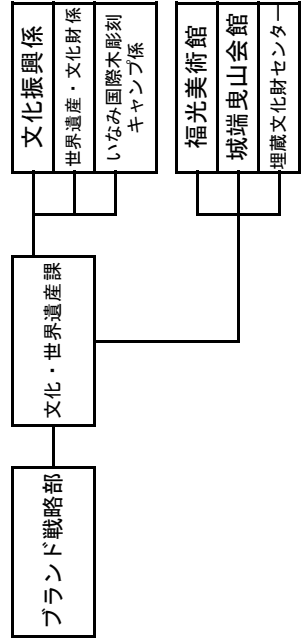 ブランド戦略部
文化・世界遺産課
文化振興係
世界遺産・文化財係
いなみ国際木彫刻
キャンプ係
福光美術館
城端曳山会館
埋蔵文化財センター